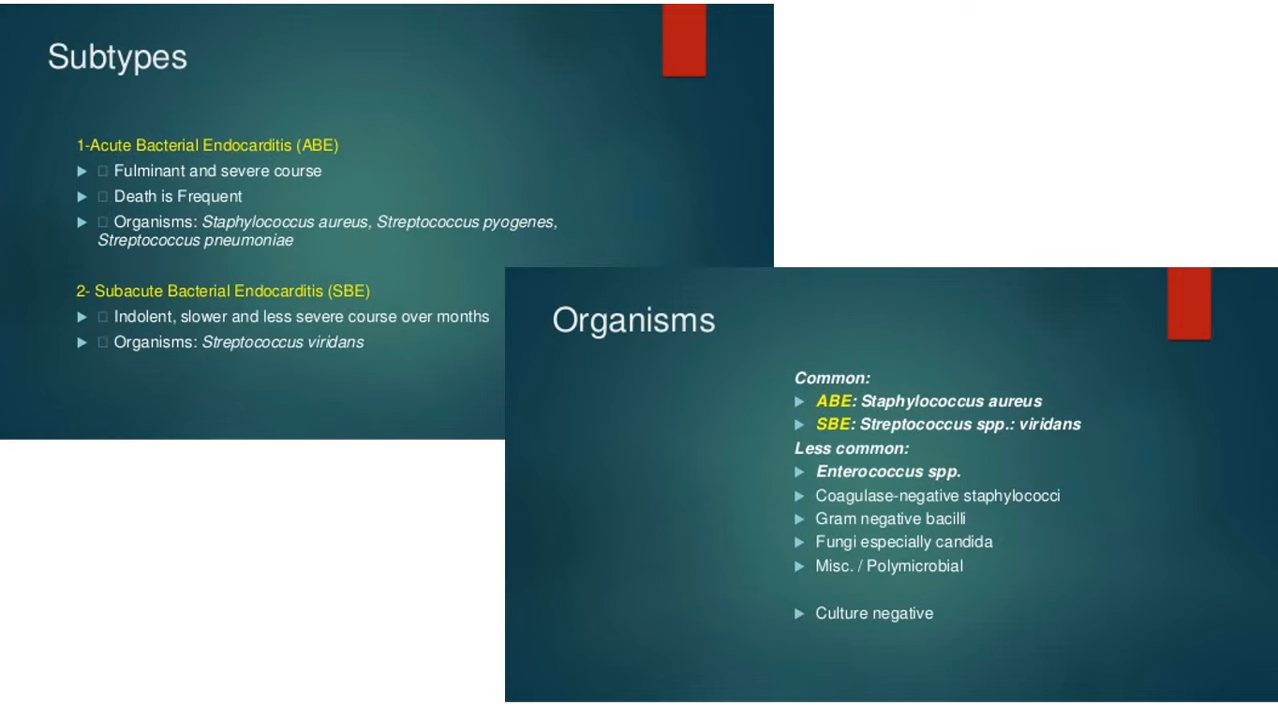 Subtypes
1-Acute Bacterial Endocarditis (ABE)
Fulminant and severe course
Death is Frequent
Organisms: Staphylococcus aureus, Streptococcus pyogenes,
Streptococcus pneumoniae
2- Subacute Bacterial Endocarditis (SBE)
Indolent, slower and less severe course over months
Organisms: Streptococcus viridans
Organisms
Common:
ABE: Staphylococcus aureus
SBE: Streptococcus spp.: viridans
Less common:
Enterococcus spp.
Coagulase-negative staphylococci
Gram negative bacilli
Fungi especially candida
Misc. / Polymicrobial
Culture negative